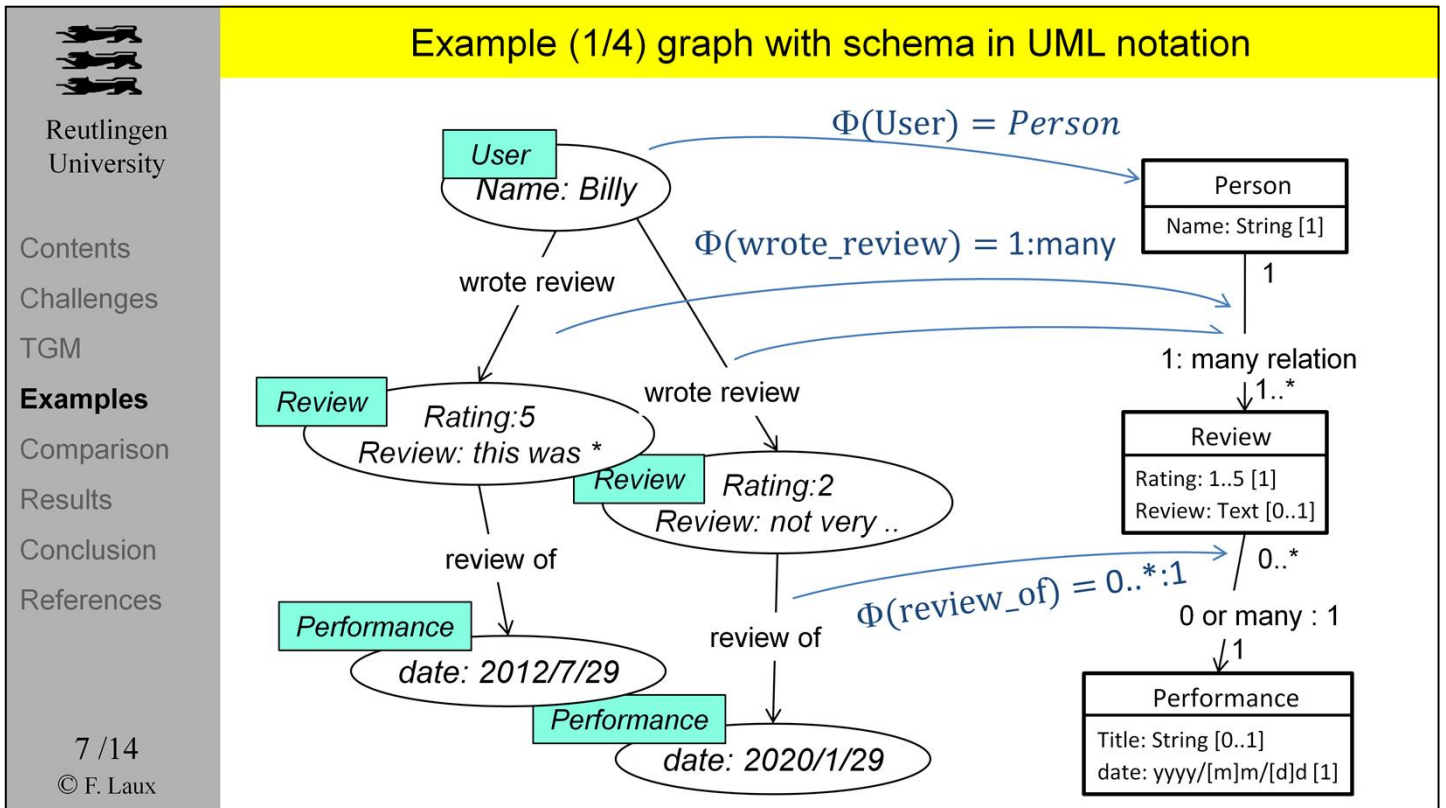 Example (1/4) graph with schema in UML notation
Reutlingen
University
Contents
Challenges
TGM
Examples
Comparison
Results
Conclusion
References
7 /14
© F. Laux
User
Name: Billy
Φ(User) = Person
Person
Name: String [1]
Φ(wrote_review) = 1:many
wrote review
1
1: many relation
1..*
wrote review
Review
Rating:5
Review: this was *
Review
Rating:2
Review: not very ..
Review
Rating: 1..5 [1]
Review: Text [0..1]
review of
0..*
Φ(review_of) = 0..*:1
0 or many : 1
1
review of
Performance
date: 2012/7/29
Performance
date: 2020/1/29
Performance
Title: String [0..1]
date: yyyy/[m]m/[d]d [1]